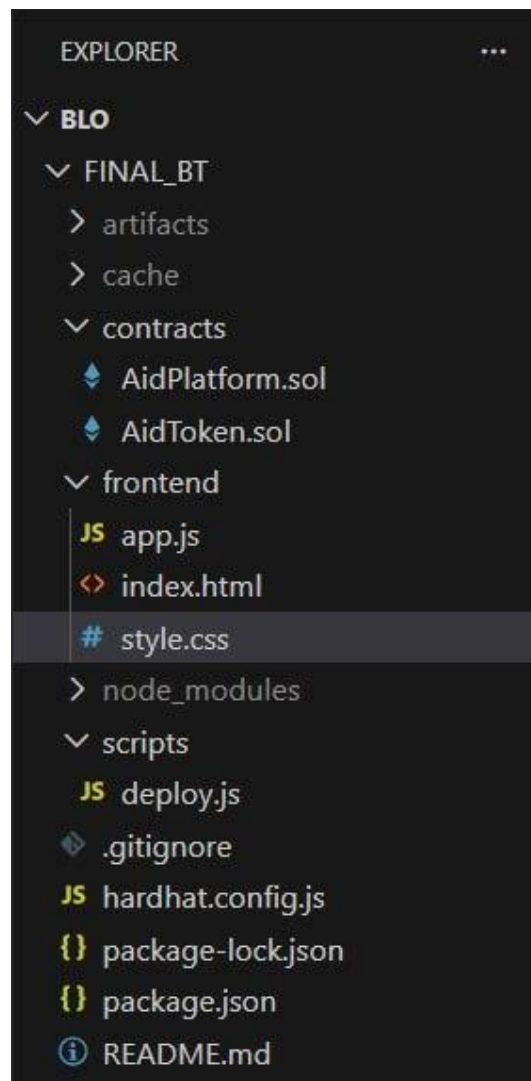 EXPLORER ...
BLO
FINAL_BT
artifacts
cache
contracts
AidPlatform.sol
AidToken.sol
frontend
JS app.js
<> index.html
# style.css
node_modules
scripts
JS deploy.js
.gitignore
JS hardhat.config.js
{} package-lock.json
{} package.json
README.md